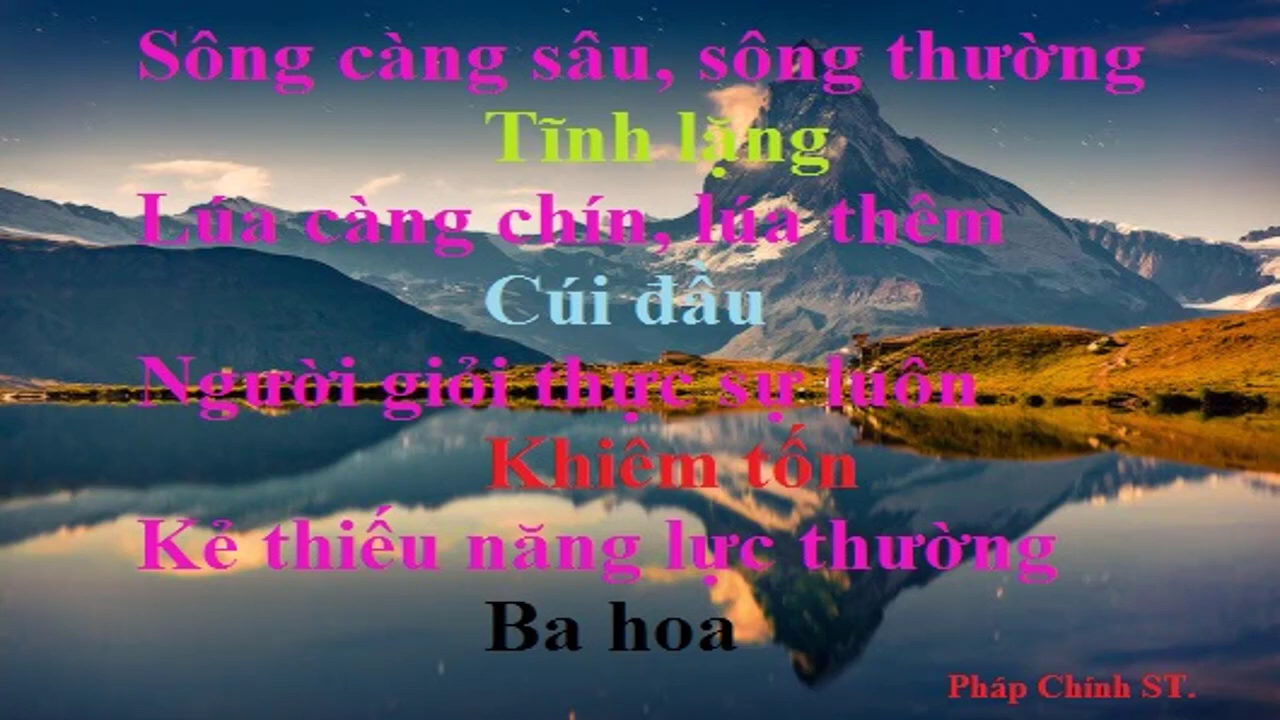 Sông càng sâu, sông thường
Tĩnh lặng
Lúa càng chín, lúa thêm
Cúi đầu
Người giỏi thực sự luôn
Khiêm tốn
Kẻ thiếu năng lực thường
Ba hoa
Pháp Chính ST.